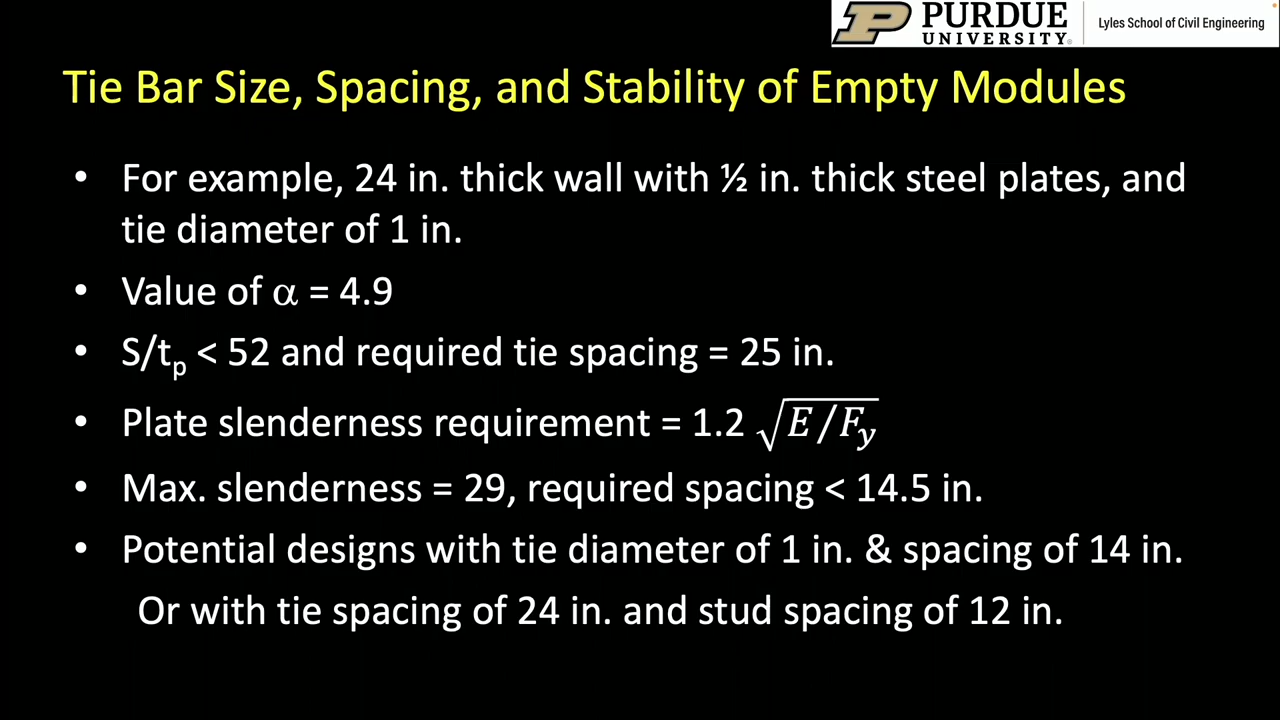 PURDUE
UNIVERSITY®
Lyles School of Civil Engineering
Tie Bar Size, Spacing, and Stability of Empty Modules
• For example, 24 in. thick wall with ½ in. thick steel plates, and
tie diameter of 1 in.
• Value of α = 4.9
• S/tp < 52 and required tie spacing = 25 in.
• Plate slenderness requirement = 1.2 √E/Fy
• Max. slenderness = 29, required spacing < 14.5 in.
• Potential designs with tie diameter of 1 in. & spacing of 14 in.
Or with tie spacing of 24 in. and stud spacing of 12 in.